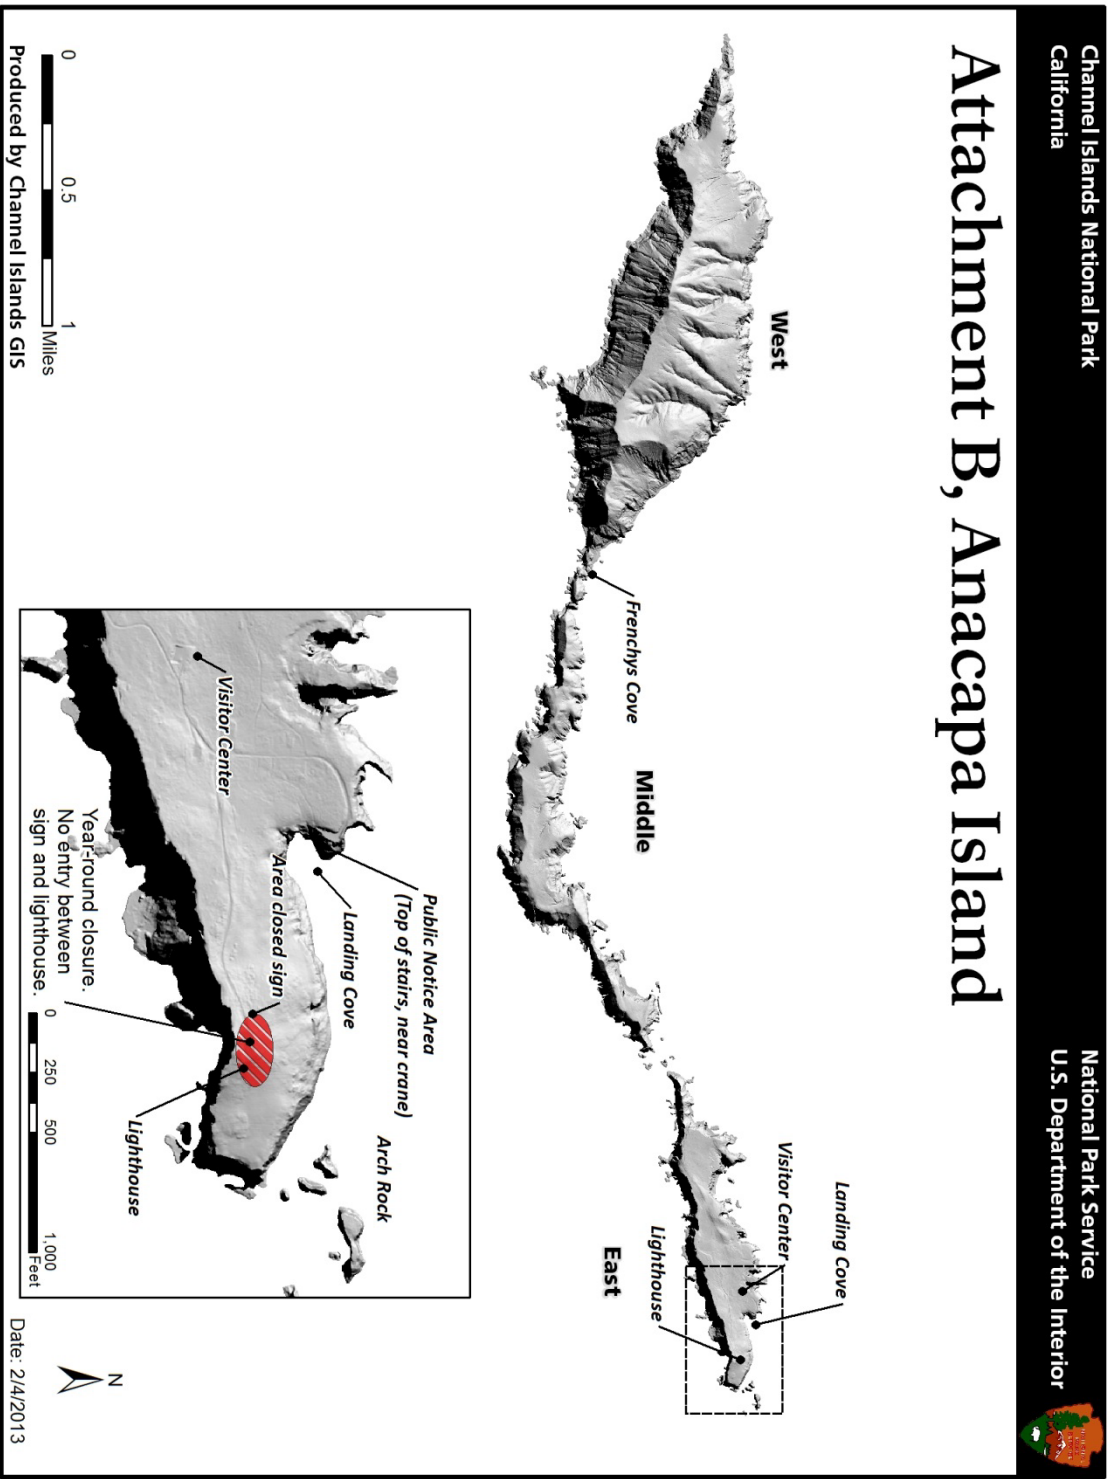 Channel Islands National Park
California
National Park Service
U.S. Department of the Interior
Attachment B, Anacapa Island
West
Frenchys Cove
Middle
Landing Cove
Visitor Center
Lighthouse
East
Public Notice Area
(Top of stairs, near crane)
Arch Rock
Landing Cove
Area closed sign
Visitor Center
Lighthouse
Year-round closure.
No entry between
sign and lighthouse.
0 250 500 1,000
Feet
0 0.5 1
Miles
Produced by Channel Islands GIS
N
Date: 2/4/2013